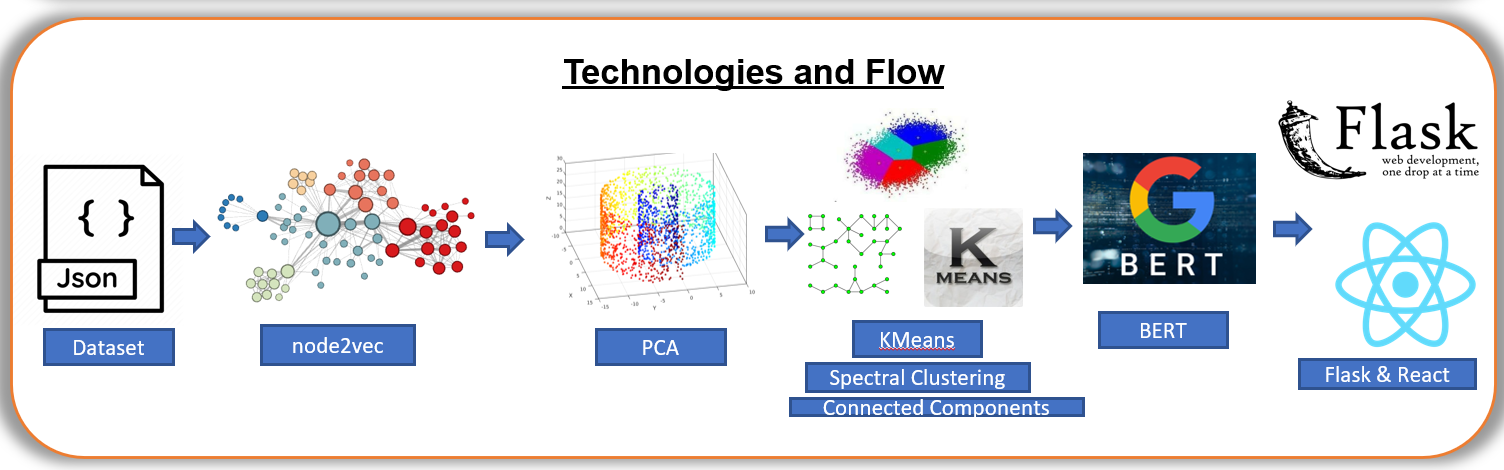 Technologies and Flow
{ }
Json
Dataset
node2vec
PCA
K
MEANS
KMeans
Spectral Clustering
Connected Components
BERT
BERT
Flask
web development,
one drop at a time
Flask & React